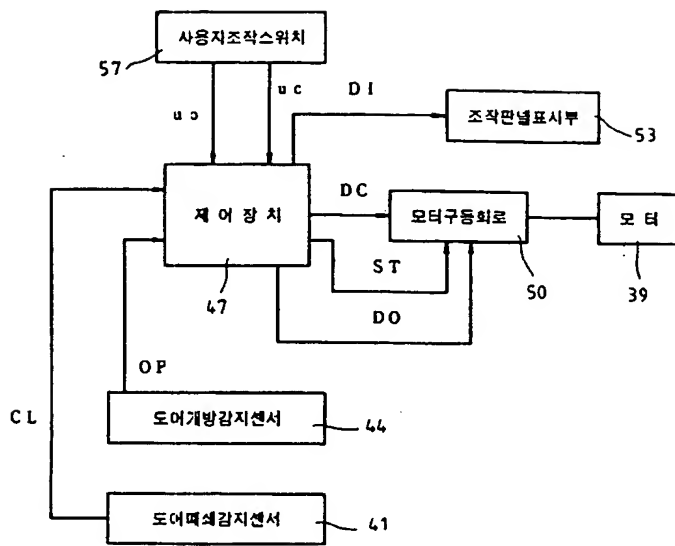 사용자조작스위치
57
uo
uc
DI
조작판넬표시부
53
제어장치
47
DC
모터구동회로
50
모 터
39
ST
DO
OP
CL
도어개방감지센서
44
도어폐쇄감지센서
41